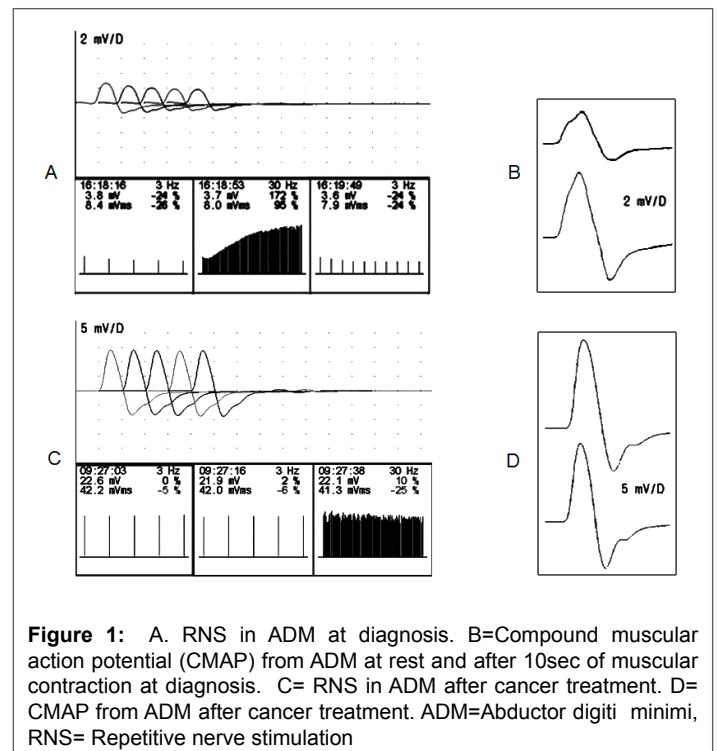 2 mV/D
A
16:18:16 3 Hz
3.8 mV -24 %
8.4 mVms -26 %
16:18:53 30 Hz
3.7 mV 172 %
8.0 mVms 95 %
16:19:49 3 Hz
3.6 mV -24 %
7.9 mVms -24 %
B
2 mV/D
5 mV/D
C
09:27:03 3 Hz
22.6 mV 0 %
42.2 mVms -5 %
09:27:16 3 Hz
21.9 mV 2 %
42.0 mVms -6 %
09:27:38 30 Hz
22.1 mV 10 %
41.3 mVms -25 %
D
5 mV/D
Figure 1: A. RNS in ADM at diagnosis. B=Compound muscular
action potential (CMAP) from ADM at rest and after 10sec of muscular
contraction at diagnosis. C= RNS in ADM after cancer treatment. D=
CMAP from ADM after cancer treatment. ADM=Abductor digiti minimi,
RNS= Repetitive nerve stimulation